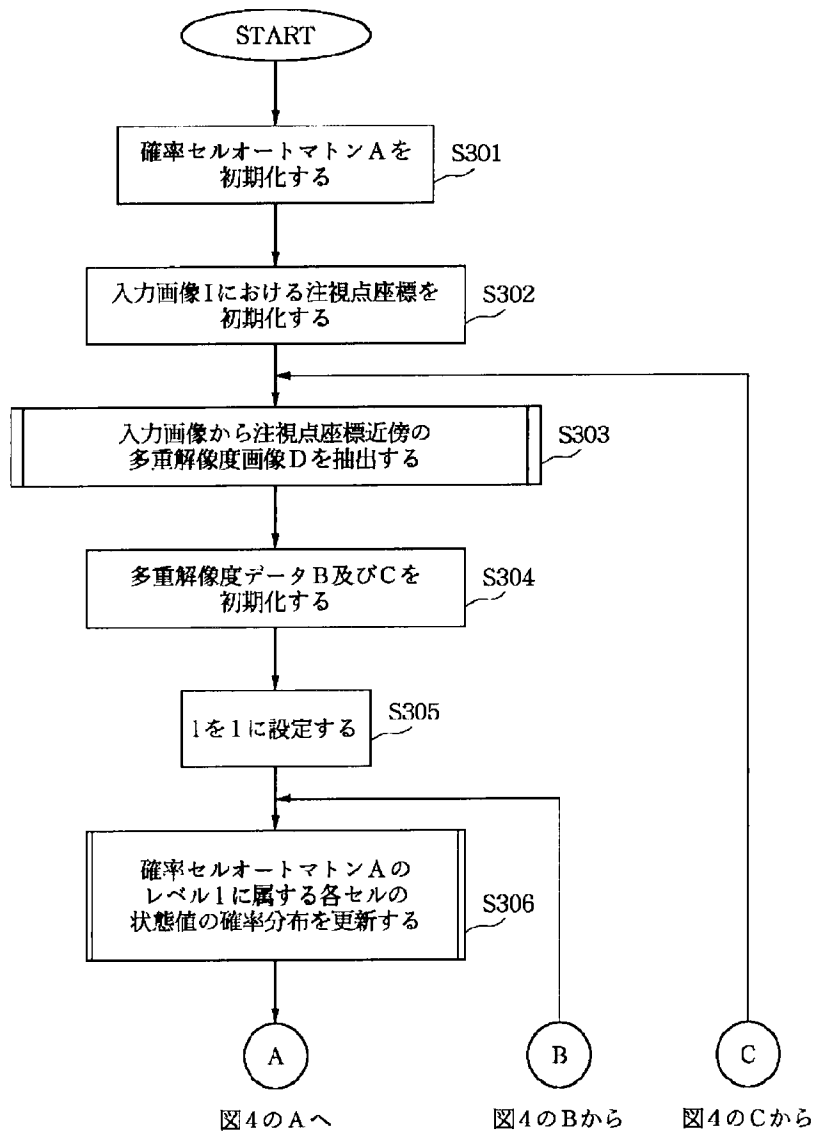 START
確率セルオートマトンAを
初期化する
S301
入力画像Iにおける注視点座標を
初期化する
S302
入力画像から注視点座標近傍の
多重解像度画像Dを抽出する
S303
多重解像度データB及びCを
初期化する
S304
lを1に設定する
S305
確率セルオートマトンAの
レベルlに属する各セルの
状態値の確率分布を更新する
S306
A
B
C
図4のAへ
図4のBから
図4のCから